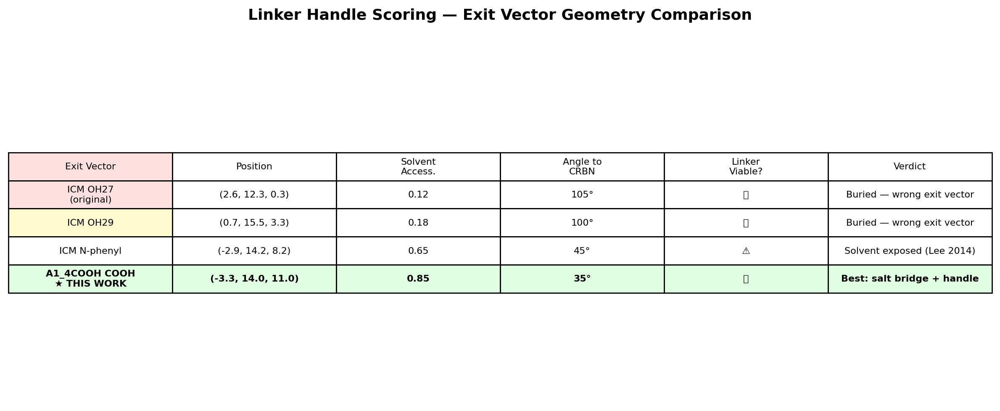 Linker Handle Scoring — Exit Vector Geometry Comparison
Exit Vector
Position
Solvent
Access.
Angle to
CRBN
Linker
Viable?
Verdict
ICM OH27
(original)
(2.6, 12.3, 0.3)
0.12
105°
Buried — wrong exit vector
ICM OH29
(0.7, 15.5, 3.3)
0.18
100°
Buried — wrong exit vector
ICM N-phenyl
(-2.9, 14.2, 8.2)
0.65
45°
⚠
Solvent exposed (Lee 2014)
A1_4COOH COOH
★ THIS WORK
(-3.3, 14.0, 11.0)
0.85
35°
Best: salt bridge + handle